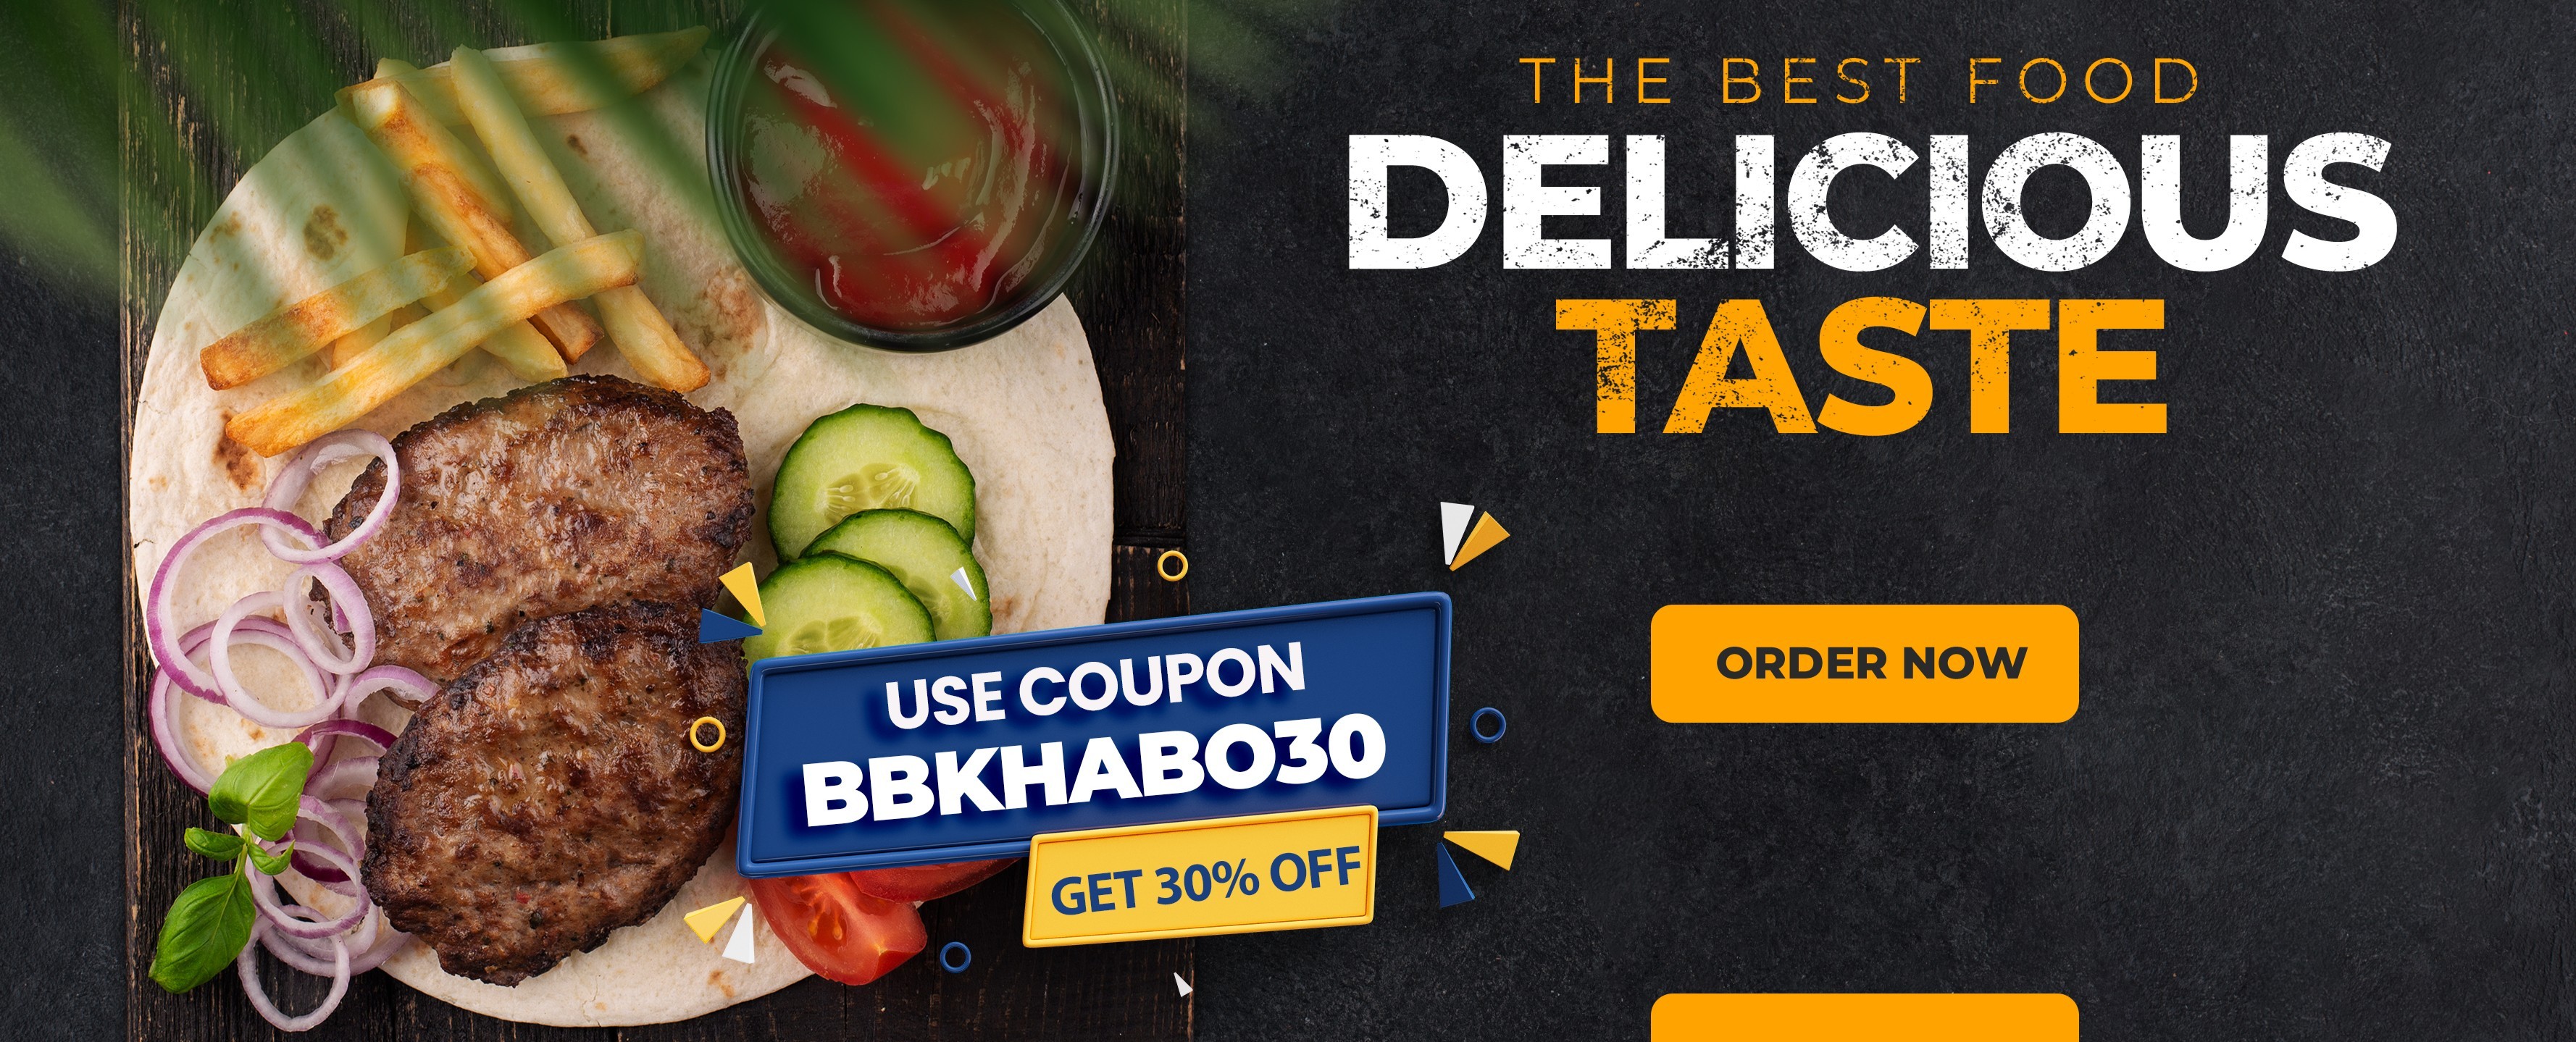 THE BEST FOOD
DELICIOUS
TASTE
ORDER NOW
USE COUPON
BBKHABO30
GET 30% OFF